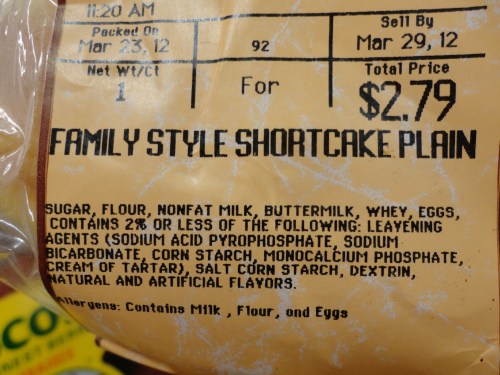 11:20 AM
Packed On
Mar 23, 12
92
Sell By
Mar 29, 12
Net Wt/Ct
1
For
Total Price
$2.79
FAMILY STYLE SHORTCAKE PLAIN
SUGAR, FLOUR, NONFAT MILK, BUTTERMILK, WHEY, EGGS,
CONTAINS 2% OR LESS OF THE FOLLOWING: LEAVENING
AGENTS (SODIUM ACID PYROPHOSPHATE, SODIUM
BICARBONATE, CORN STARCH, MONOCALCIUM PHOSPHATE,
CREAM OF TARTAR), SALT CORN STARCH, DEXTRIN,
NATURAL AND ARTIFICIAL FLAVORS.
Allergens: Contains Milk , Flour, and Eggs